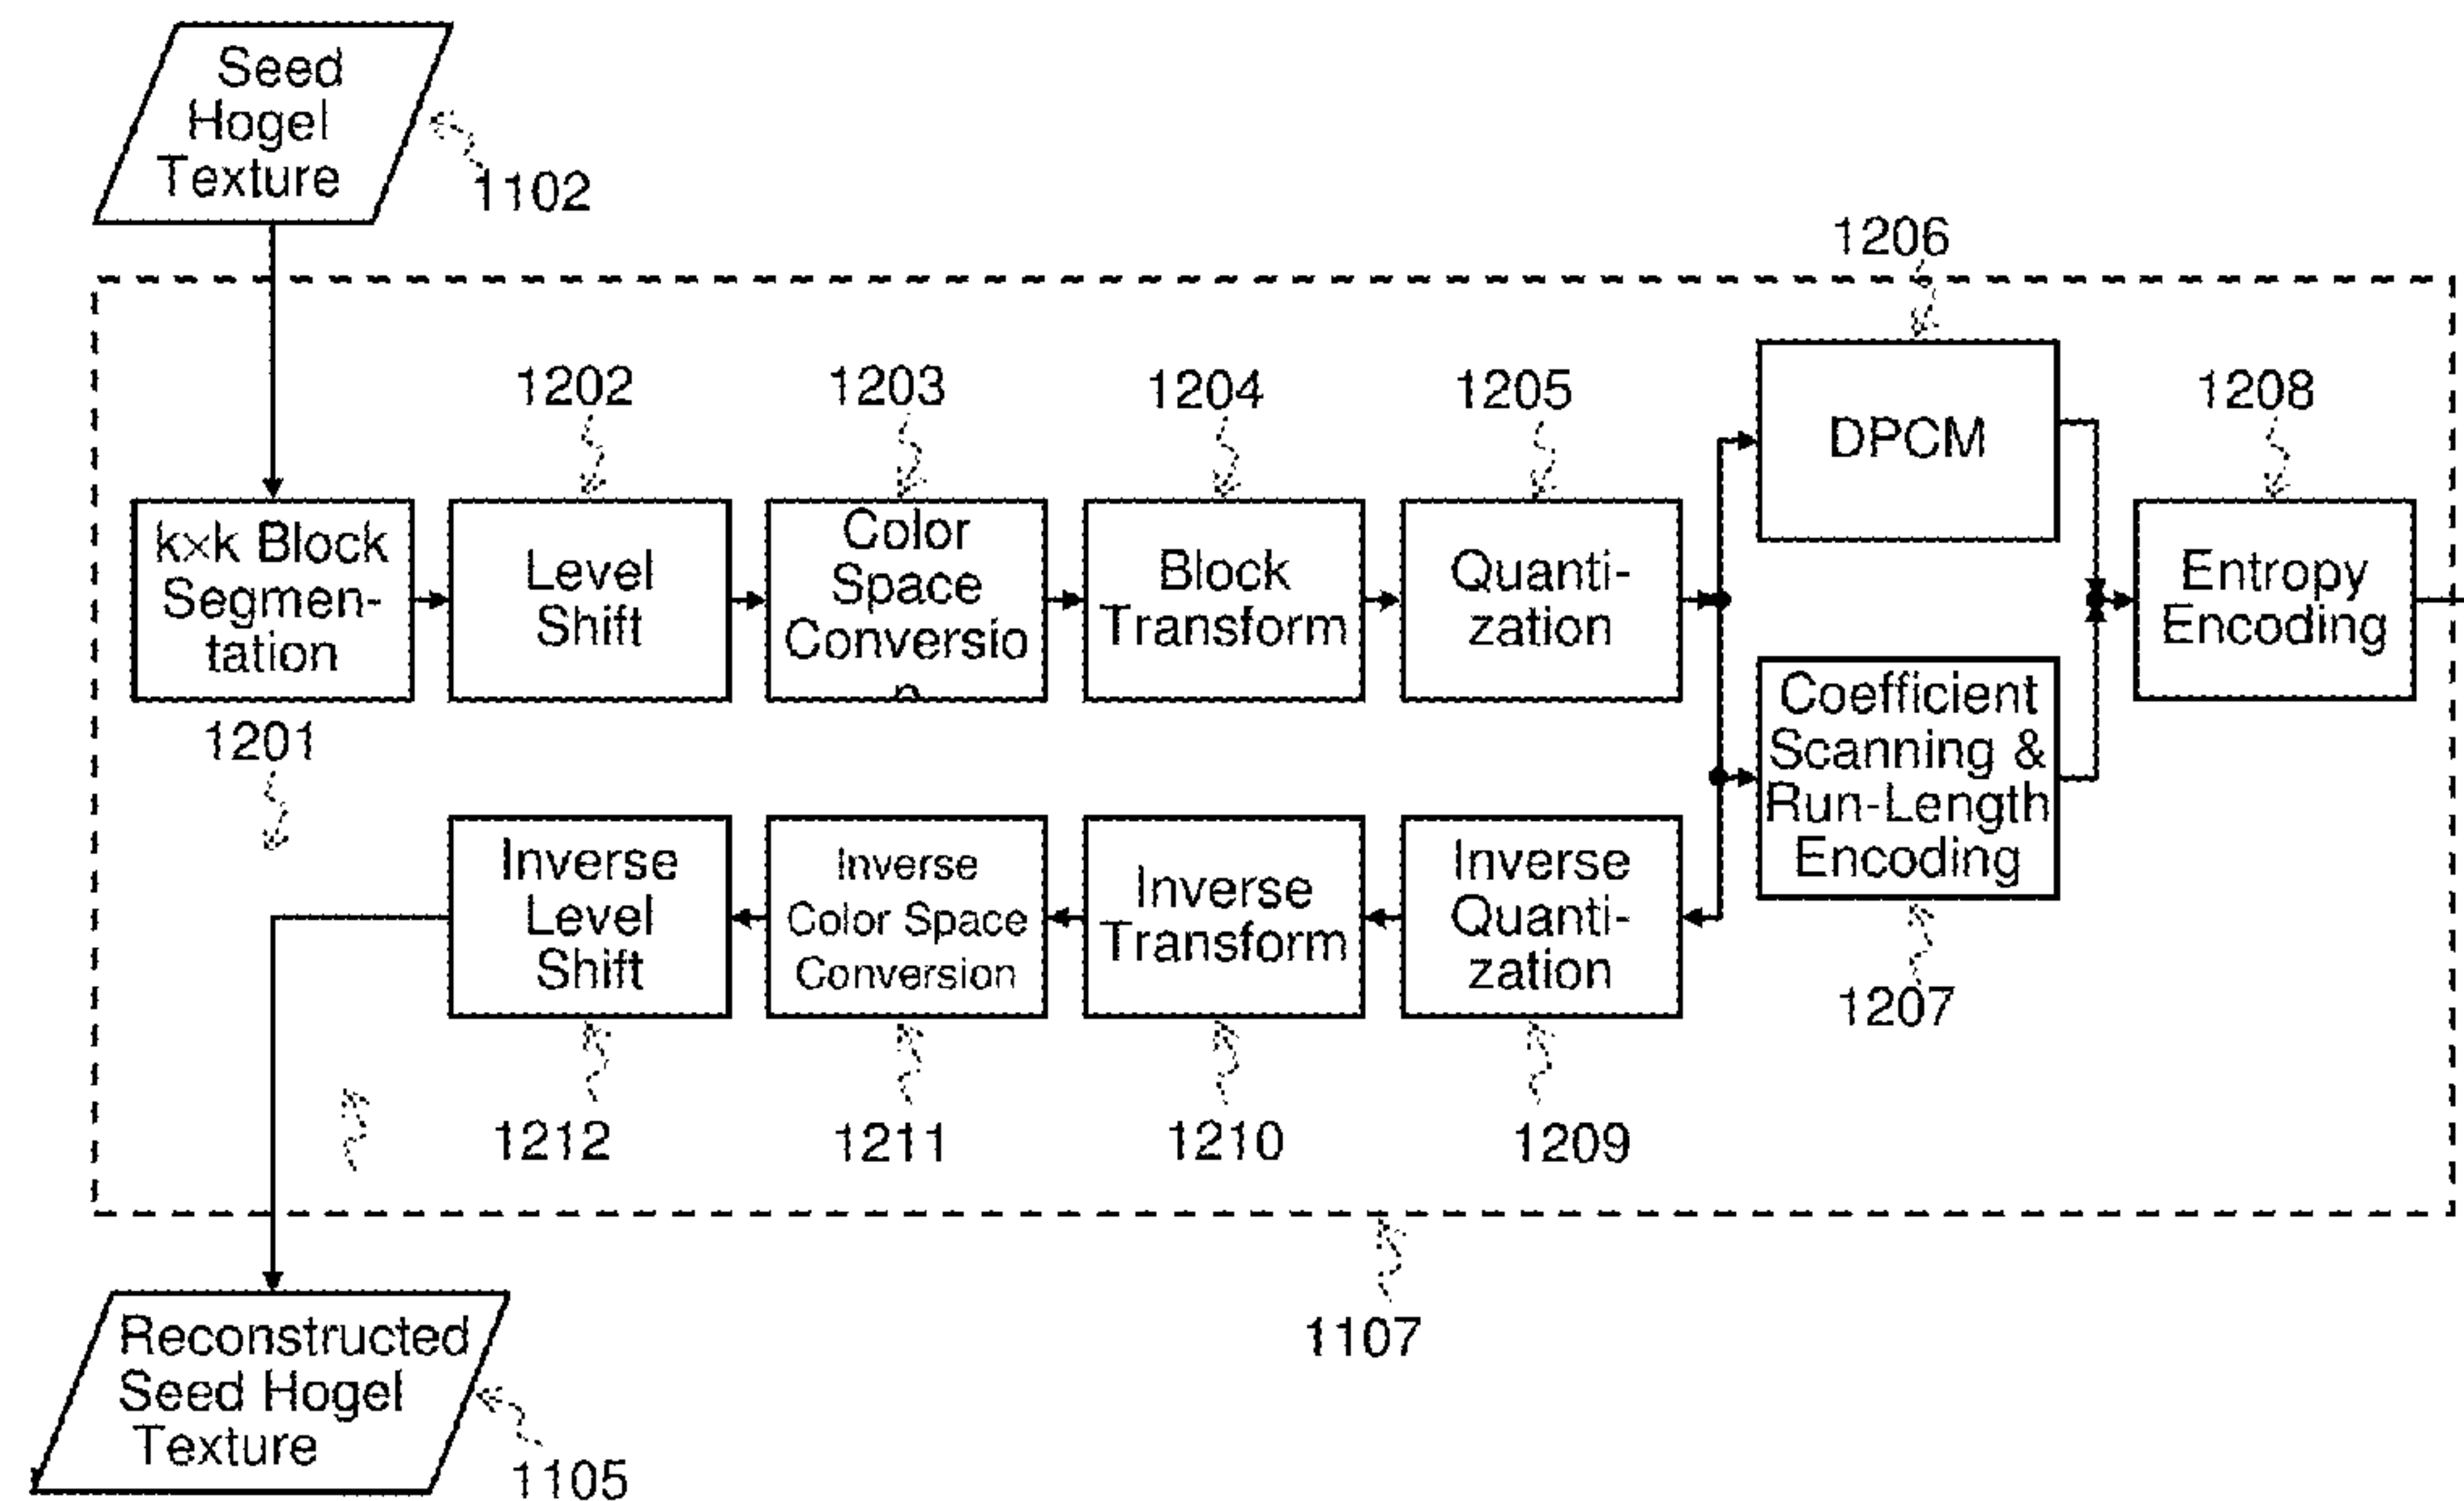 Seed
Hogel
Texture
1102
1206
1202
1203
1204
1205
1208
DPCM
k×k Block
Segmen-
tation
Level
Shift
Color
Space
Conversio
n
Block
Transform
Quanti-
zation
Entropy
Encoding
Coefficient
Scanning &
Run-Length
Encoding
1201
Inverse
Level
Shift
Inverse
Color Space
Conversion
Inverse
Transform
Inverse
Quanti-
zation
1207
1212
1211
1210
1209
1107
Reconstructed
Seed Hogel
Texture
1105